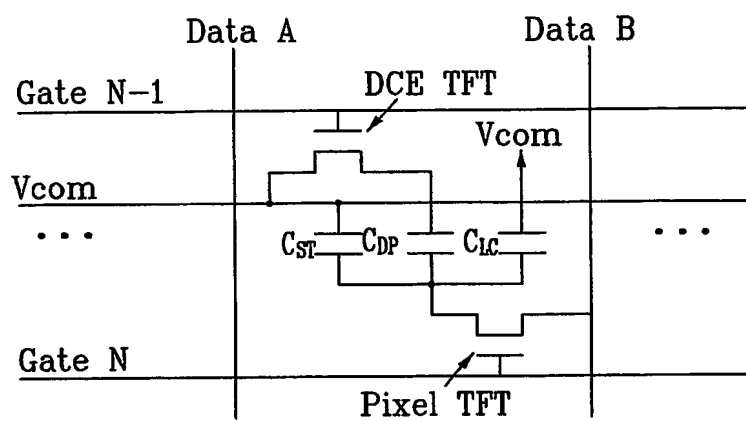 Data A
Data B
Gate N-1
DCE TFT
Vcom
Vcom
...
CST
CDP
CLC
...
Gate N
Pixel TFT